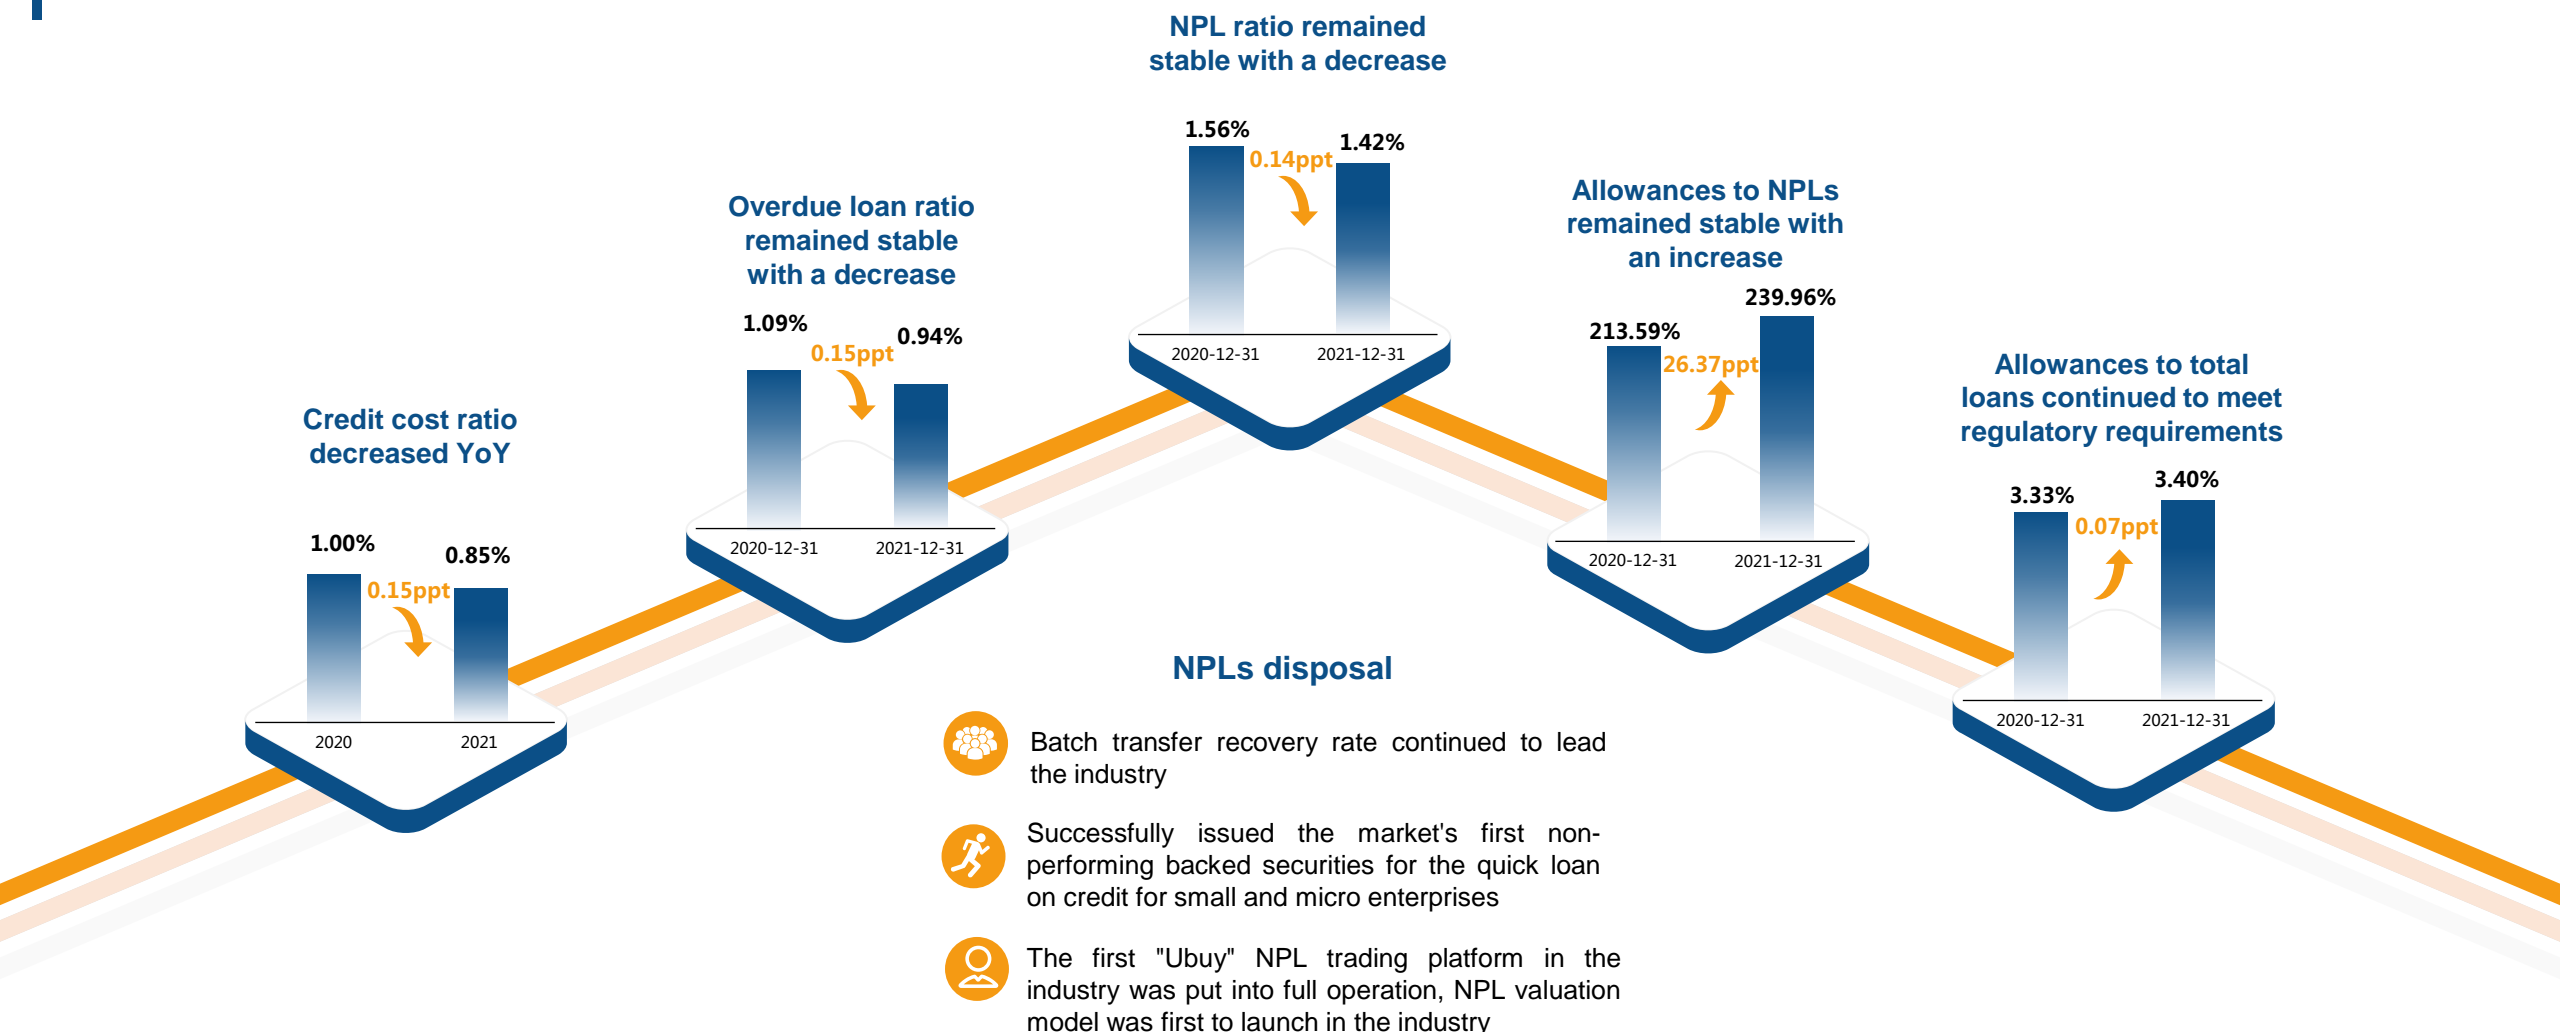 NPL ratio remained
stable with a decrease
1.56%
0.14ppt
1.42%
2020-12-31
2021-12-31
Overdue loan ratio
remained stable
with a decrease
1.09%
0.15ppt
0.94%
2020-12-31
2021-12-31
Allowances to NPLs
remained stable with
an increase
213.59%
26.37ppt
239.96%
2020-12-31
2021-12-31
Credit cost ratio
decreased YoY
1.00%
0.15ppt
0.85%
2020
2021
Allowances to total
loans continued to meet
regulatory requirements
3.33%
0.07ppt
3.40%
2020-12-31
2021-12-31
NPLs disposal
Batch transfer recovery rate continued to lead
the industry
Successfully issued the market's first non-
performing backed securities for the quick loan
on credit for small and micro enterprises
The first "Ubuy" NPL trading platform in the
industry was put into full operation, NPL valuation
model was first to launch in the industry